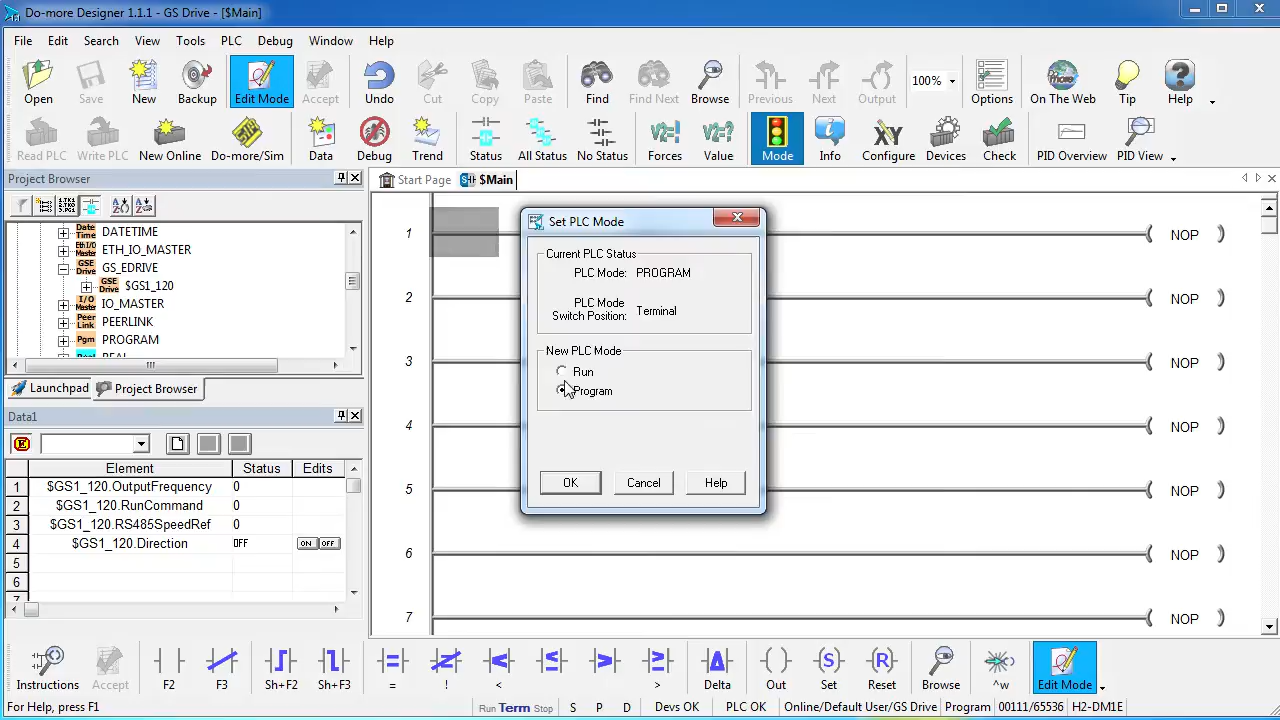 Do-more Designer 1.1.1 - GS Drive - [$Main]
File Edit Search View Tools PLC Debug Window Help
Open Save New Backup Edit Mode Accept Undo Cut Copy Paste Find Find Next Browse Previous Next Output 100% Options On The Web Tip Help
Read PLC Write PLC New Online Do-more/Sim Data Debug Trend Status All Status No Status Forces Value Mode Info Configure Devices Check PID Overview PID View
Project Browser
Start Page $Main
DATETIME
ETH_IO_MASTER
GS_EDRIVE
$GS1_120
IO_MASTER
PEERLINK
PROGRAM
Launchpad Project Browser
Data1
Element Status Edits
1 $GS1_120.OutputFrequency 0
2 $GS1_120.RunCommand 0
3 $GS1_120.RS485SpeedRef 0
4 $GS1_120.Direction OFF ON OFF
5
6
1 NOP
2 NOP
3 NOP
4 NOP
5 NOP
6 NOP
7 NOP
Set PLC Mode
Current PLC Status
PLC Mode: PROGRAM
PLC Mode
Switch Position: Terminal
New PLC Mode
Run
Program
OK Cancel Help
Instructions Accept F2 F3 Sh+F2 Sh+F3 = ! < > Delta Out Set Reset Browse ^w Edit Mode
For Help, press F1 Run Term Stop S P D Devs OK PLC OK Online/Default User/GS Drive Program 00111/65536 H2-DM1E